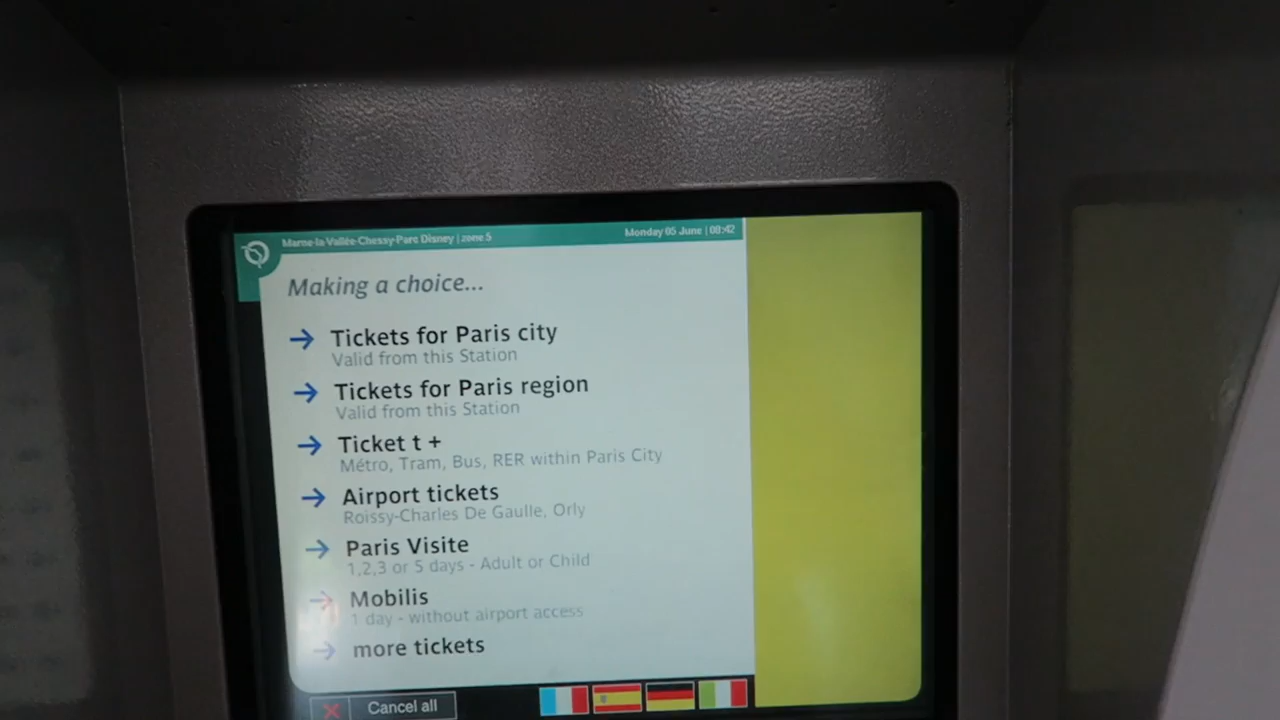 Marne-la-Vallée-Chessy-Parc Disney | zone 5
Monday 05 June | 08:42
Making a choice...
Tickets for Paris city
Valid from this Station
Tickets for Paris region
Valid from this Station
Ticket t +
Métro, Tram, Bus, RER within Paris City
Airport tickets
Roissy-Charles De Gaulle, Orly
Paris Visite
1,2,3 or 5 days - Adult or Child
Mobilis
1 day - without airport access
more tickets
Cancel all